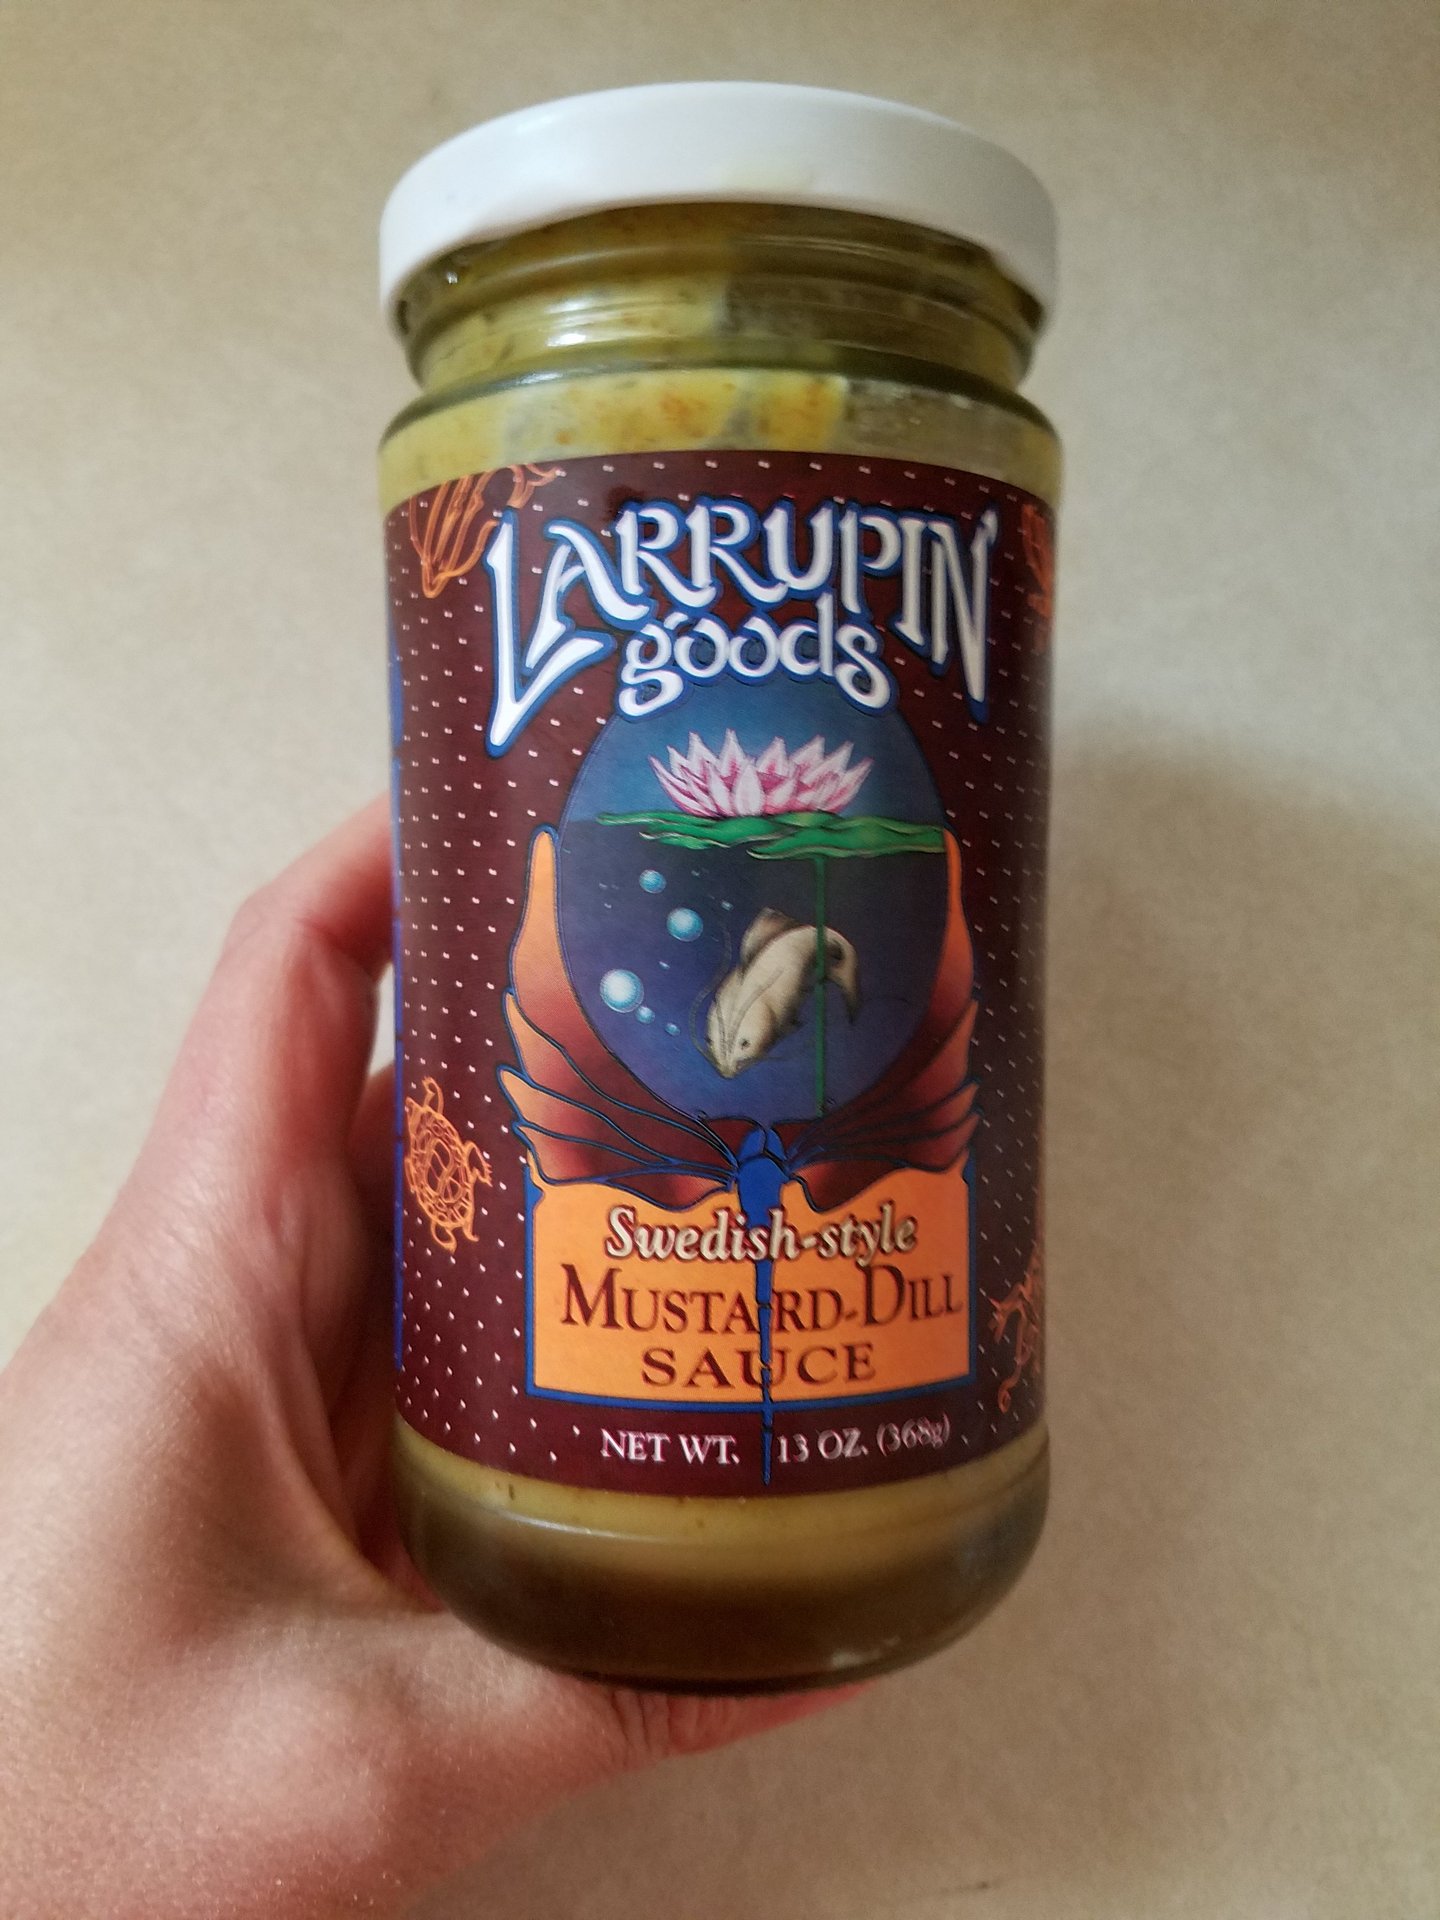 LARRUPIN'
goods
Swedish-style
MUSTARD-DILL
SAUCE
NET WT. 13 OZ. (368g)